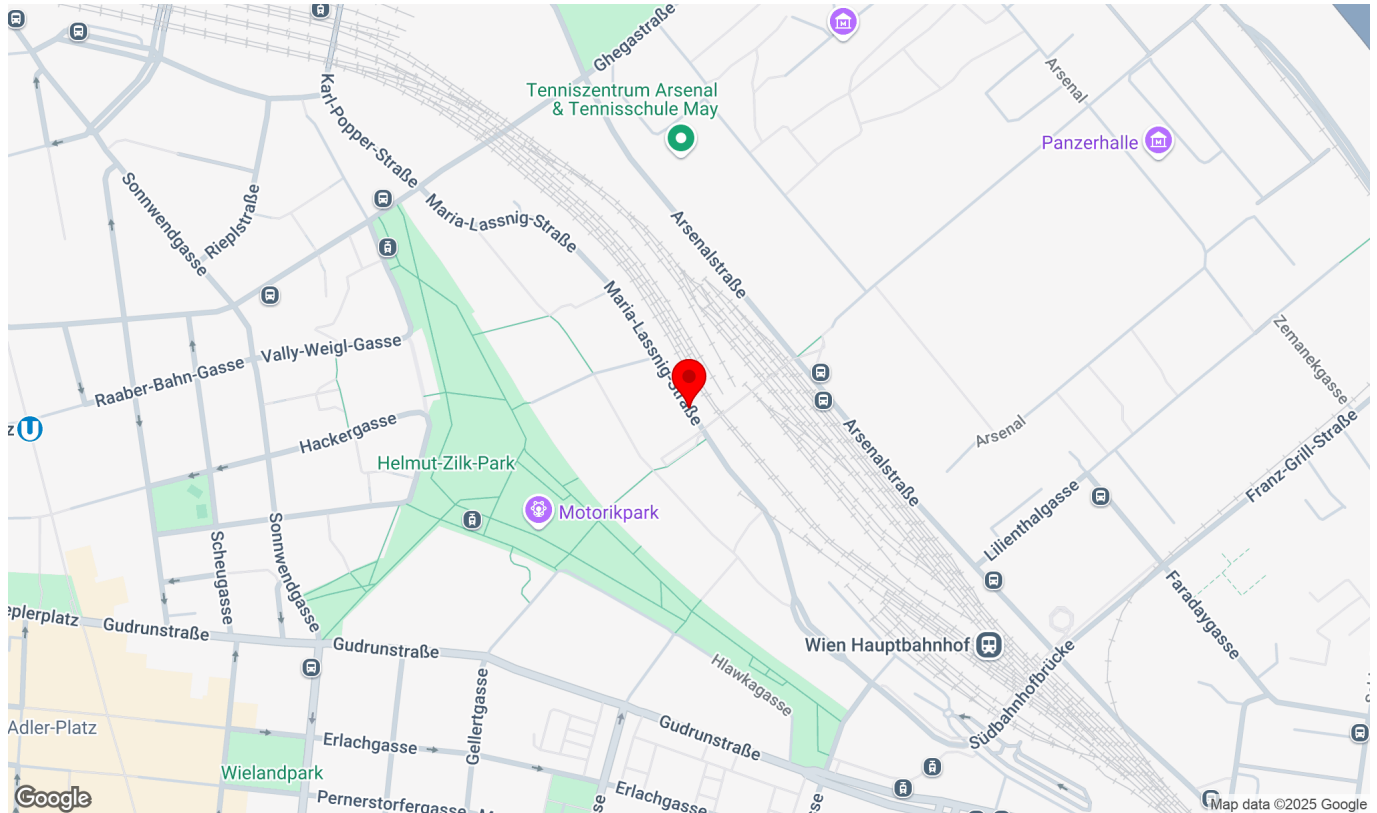 Ghegastraße
Arsenal
Karl-Popper-Straße
Tenniszentrum Arsenal
& Tennisschule May
Panzerhalle
Sonnwendgasse
Rieplstraße
Maria-Lassnig-Straße
Arsenalstraße
Maria-Lassnig-Straße
Zemanekgasse
Vally-Weigl-Gasse
Raaber-Bahn-Gasse
Hackergasse
Arsenal
Arsenalstraße
Franz-Grill-Straße
z
U
Helmut-Zilk-Park
Motorikpark
Lilienthalgasse
Scheugasse
Sonnwendgasse
Faradaygasse
eplerplatz
Gudrunstraße
Gudrunstraße
Wien Hauptbahnhof
Hlawkagasse
Südbahnhofbrücke
Gellertgasse
Adler-Platz
Erlachgasse
Gudrunstraße
Wielandpark
Erlachgasse
Pernerstorfergasse
Google
Map data ©2025 Google